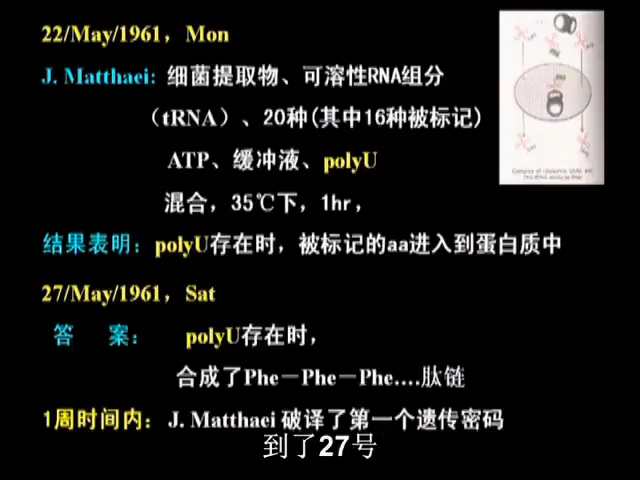 22/May/1961，Mon
J. Matthaei: 细菌提取物、可溶性RNA组分
（tRNA）、20种(其中16种被标记)
ATP、缓冲液、polyU
混合，35℃下，1hr，
结果表明：polyU存在时，被标记的aa进入到蛋白质中
27/May/1961，Sat
答 案： polyU存在时，
合成了Phe－Phe－Phe....肽链
1周时间内：J. Matthaei 破译了第一个遗传密码
到了27号